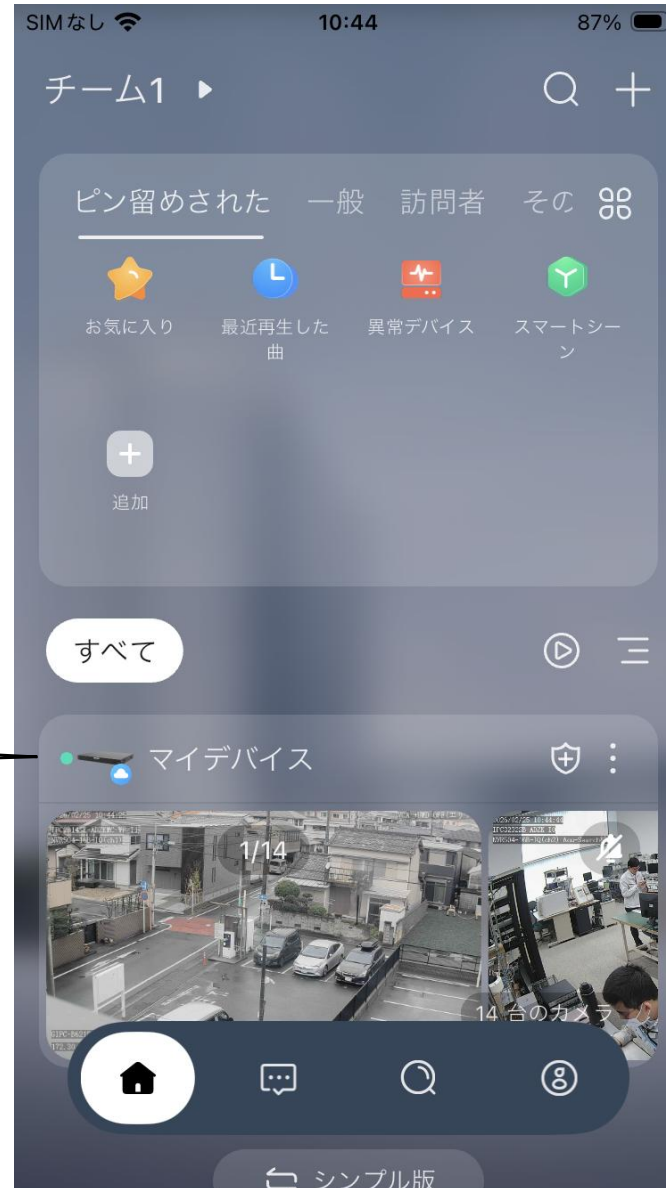 SIMなし 10:44 87%
チーム1
ピン留めされた 一般 訪問者 その
お気に入り 最近再生した曲 異常デバイス スマートシーン
追加
すべて
マイデバイス
1/14
14 台のカメラ
シンプル版